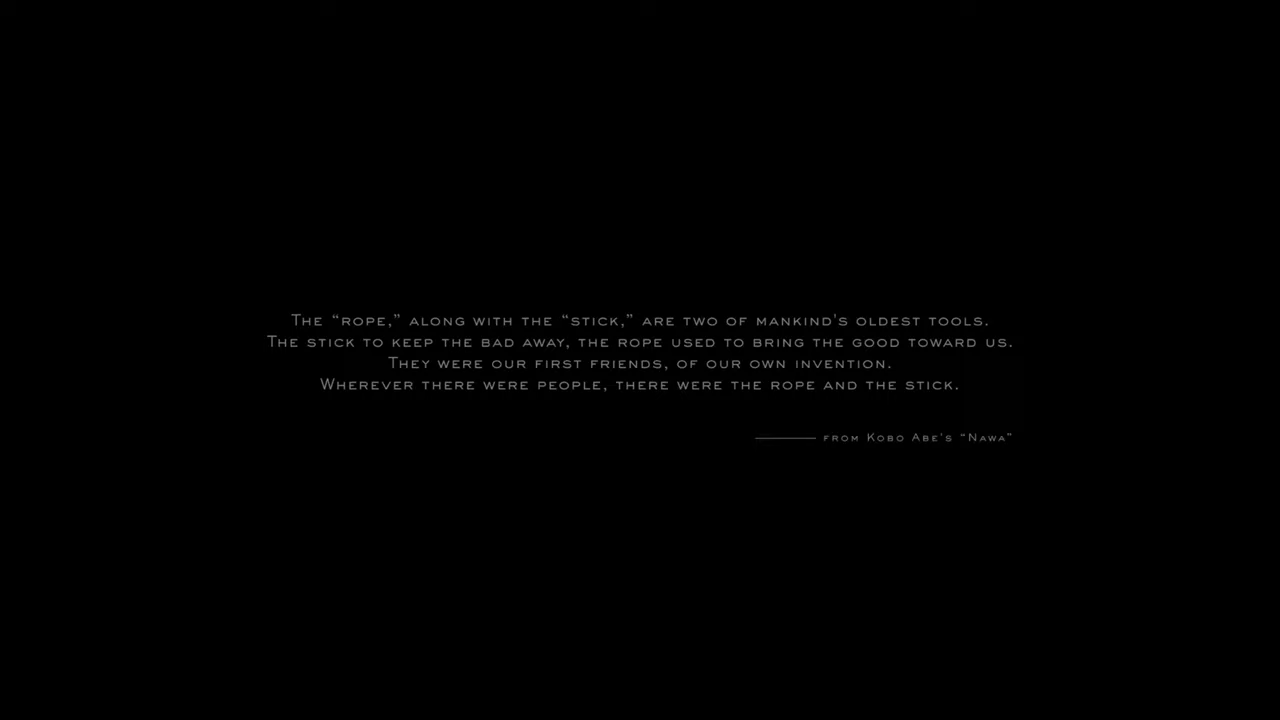 The “rope,” along with the “stick,” are two of mankind's oldest tools.
The stick to keep the bad away, the rope used to bring the good toward us.
They were our first friends, of our own invention.
Wherever there were people, there were the rope and the stick.
——— from Kobo Abe's “Nawa”